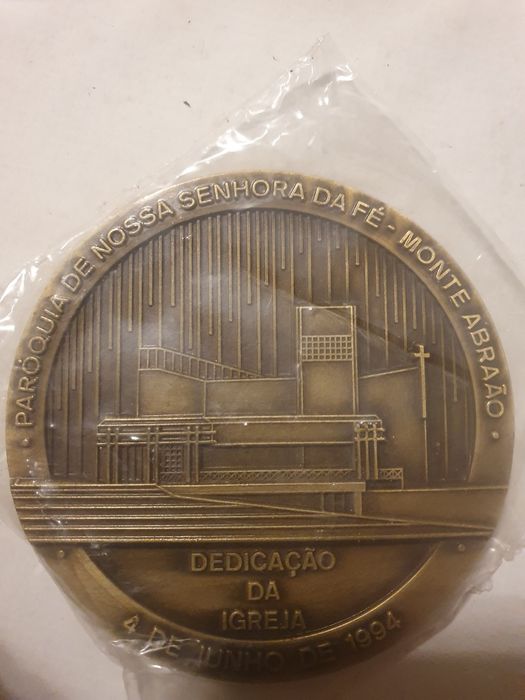 · PARÓQUIA DE NOSSA SENHORA DA FÉ - MONTE ABRAÃO ·
DEDICAÇÃO
DA
IGREJA
4 DE JUNHO DE 1994